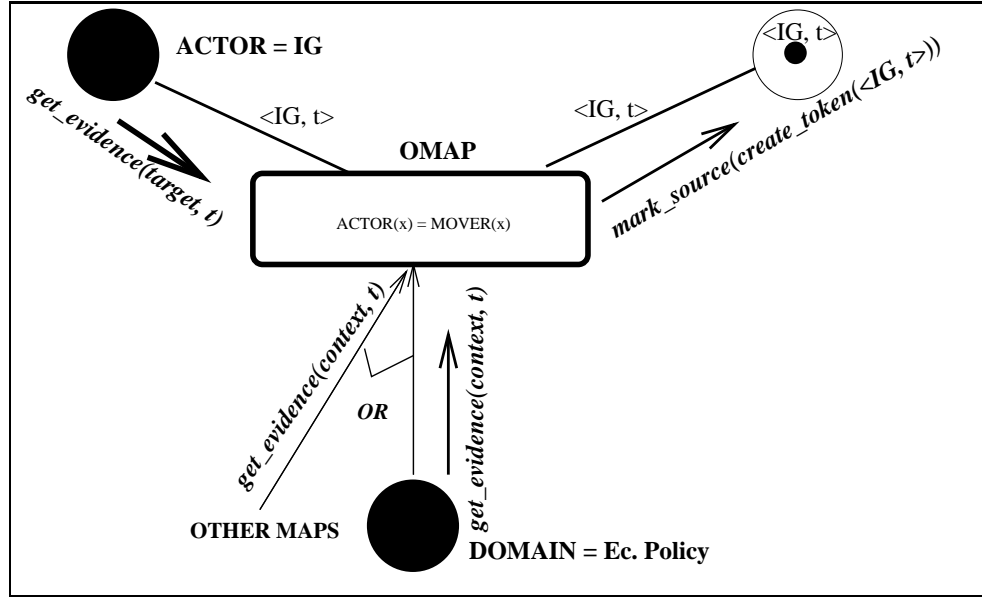 ACTOR = IG
<IG, t>
get_evidence(target, t)
<IG, t>
<IG, t>
mark_source(create_token(<IG, t>))
OMAP
ACTOR(x) = MOVER(x)
get_evidence(context, t)
get_evidence(context, t)
OR
OTHER MAPS
DOMAIN = Ec. Policy